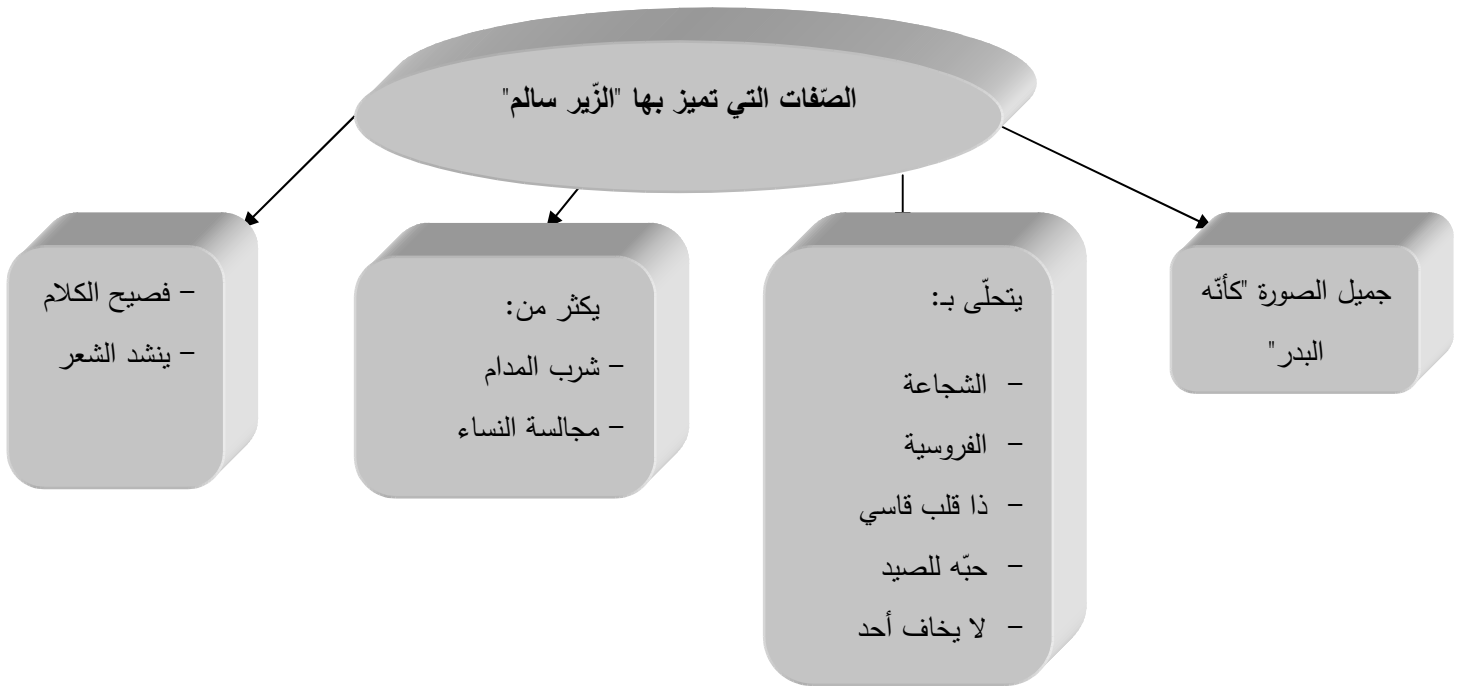 الصّفات التي تميز بها "الزّير سالم"
جميل الصورة "كأنّه
البدر"
يتحلّى بـ:
- الشجاعة
- الفروسية
- ذا قلب قاسي
- حبّه للصيد
- لا يخاف أحد
يكثر من:
- شرب المدام
- مجالسة النساء
- فصيح الكلام
- ينشد الشعر